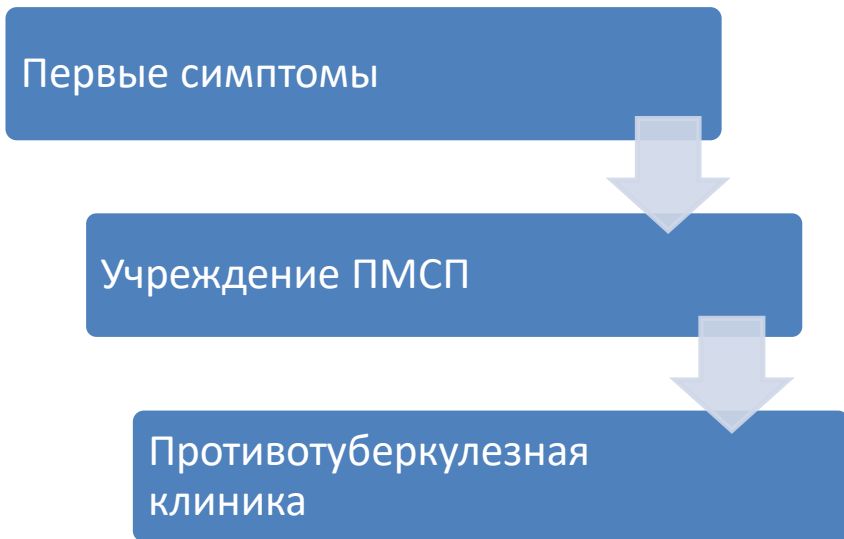 Первые симптомы
Учреждение ПМСП
Противотуберкулезная
клиника